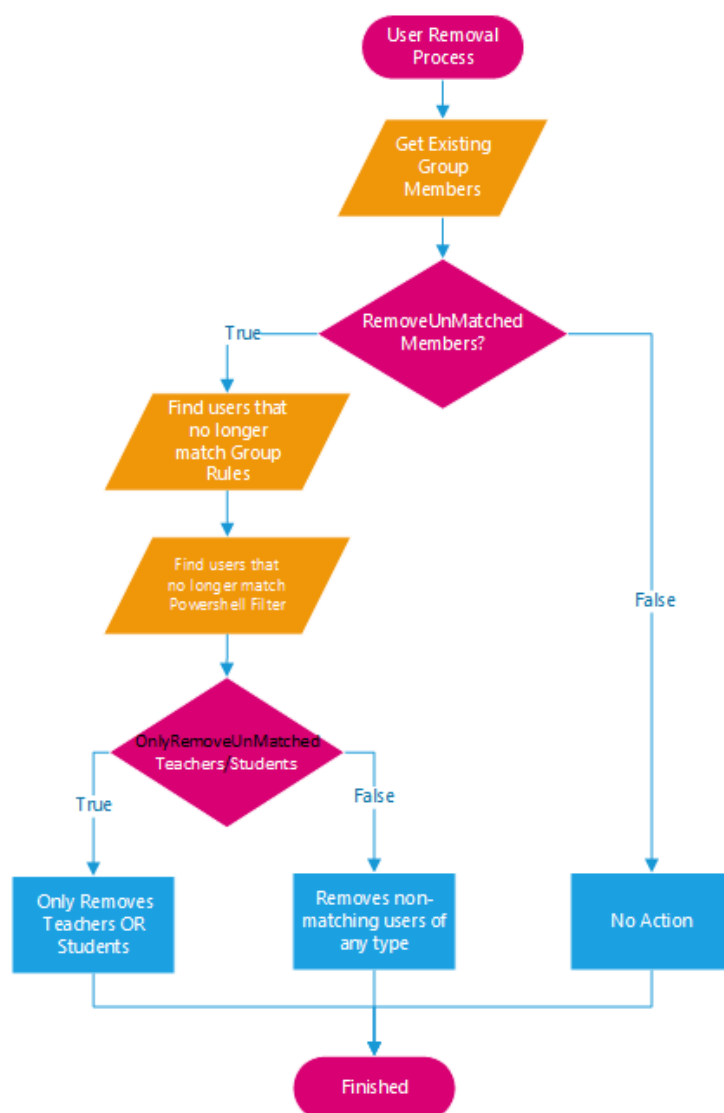 User Removal
Process
Get Existing
Group
Members
RemoveUnMatched
Members?
True
Find users that
no longer
match Group
Rules
Find users that
no longer match
Powershell Filter
False
OnlyRemoveUnMatched
Teachers/Students
True
False
Only Removes
Teachers OR
Students
Removes non-
matching users of
any type
No Action
Finished